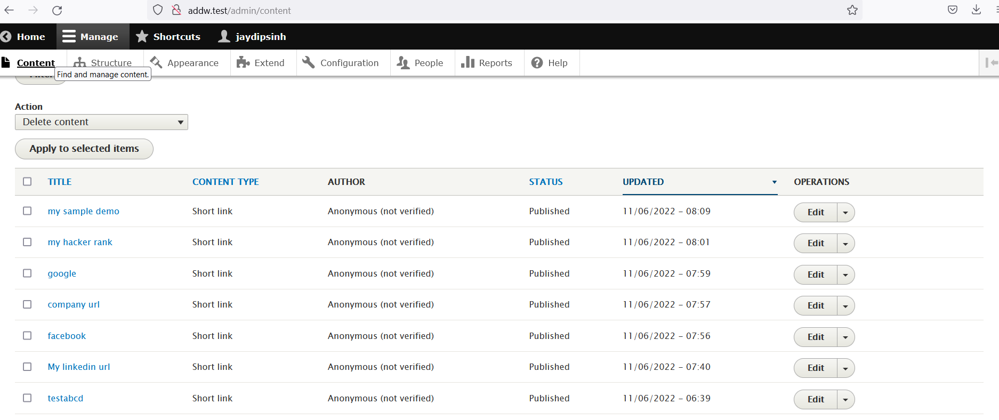 addw.test/admin/content
Home Manage Shortcuts jaydipsinh
Content Structure Appearance Extend Configuration People Reports Help
Find and manage content.
Action
Delete content
Apply to selected items
TITLE CONTENT TYPE AUTHOR STATUS UPDATED OPERATIONS
my sample demo Short link Anonymous (not verified) Published 11/06/2022 - 08:09 Edit
my hacker rank Short link Anonymous (not verified) Published 11/06/2022 - 08:01 Edit
google Short link Anonymous (not verified) Published 11/06/2022 - 07:59 Edit
company url Short link Anonymous (not verified) Published 11/06/2022 - 07:57 Edit
facebook Short link Anonymous (not verified) Published 11/06/2022 - 07:56 Edit
My linkedin url Short link Anonymous (not verified) Published 11/06/2022 - 07:40 Edit
testabcd Short link Anonymous (not verified) Published 11/06/2022 - 06:39 Edit